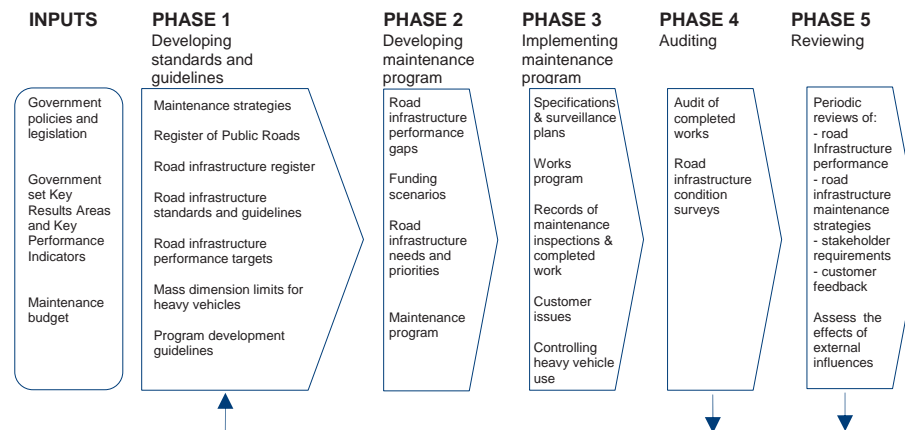 INPUTS
Government
policies and
legislation
Government
set Key
Results Areas
and Key
Performance
Indicators
Maintenance
budget
PHASE 1
Developing
standards and
guidelines
Maintenance strategies
Register of Public Roads
Road infrastructure register
Road infrastructure
standards and guidelines
Road infrastructure
performance targets
Mass dimension limits for
heavy vehicles
Program development
guidelines
PHASE 2
Developing
maintenance
program
Road
infrastructure
performance
gaps
Funding
scenarios
Road
infrastructure
needs and
priorities
Maintenance
program
PHASE 3
Implementing
maintenance
program
Specifications
& surveillance
plans
Works
program
Records of
maintenance
inspections &
completed
work
Customer
issues
Controlling
heavy vehicle
use
PHASE 4
Auditing
Audit of
completed
works
Road
infrastructure
condition
surveys
PHASE 5
Reviewing
Periodic
reviews of:
- road
Infrastructure
performance
- road
infrastructure
maintenance
strategies
- stakeholder
requirements
- customer
feedback
Assess the
effects of
external
influences